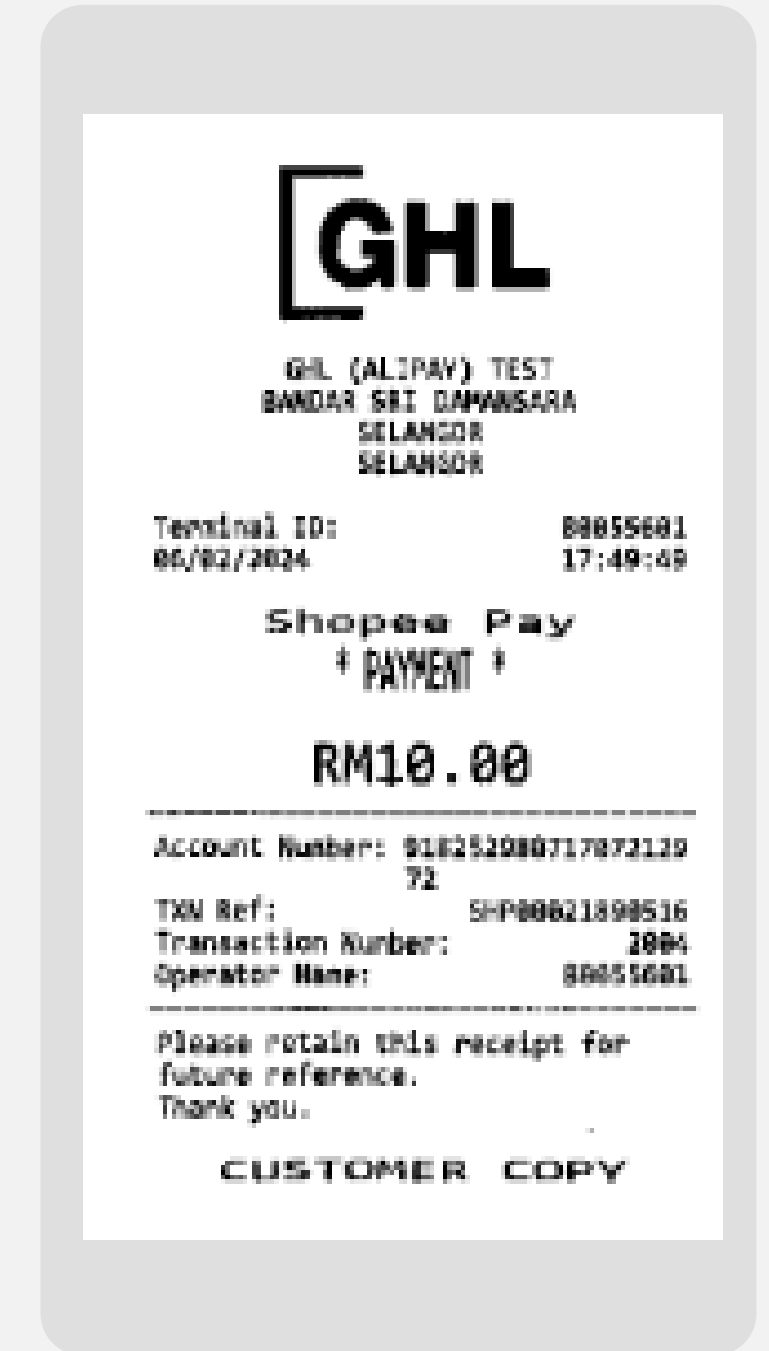 GHL
GHL (ALIPAY) TEST
BANDAR SRI DAMANSARA
SELANGOR
SELANGOR
Terminal ID: 80055601
06/02/2024 17:49:49
Shopee Pay
* PAYMENT *
RM10.00
Account Number:
72
TXN Ref: SHP00021890516
Transaction Number: 2004
Operator Name: 80055601
Please retain this receipt for
future reference.
Thank you.
CUSTOMER COPY